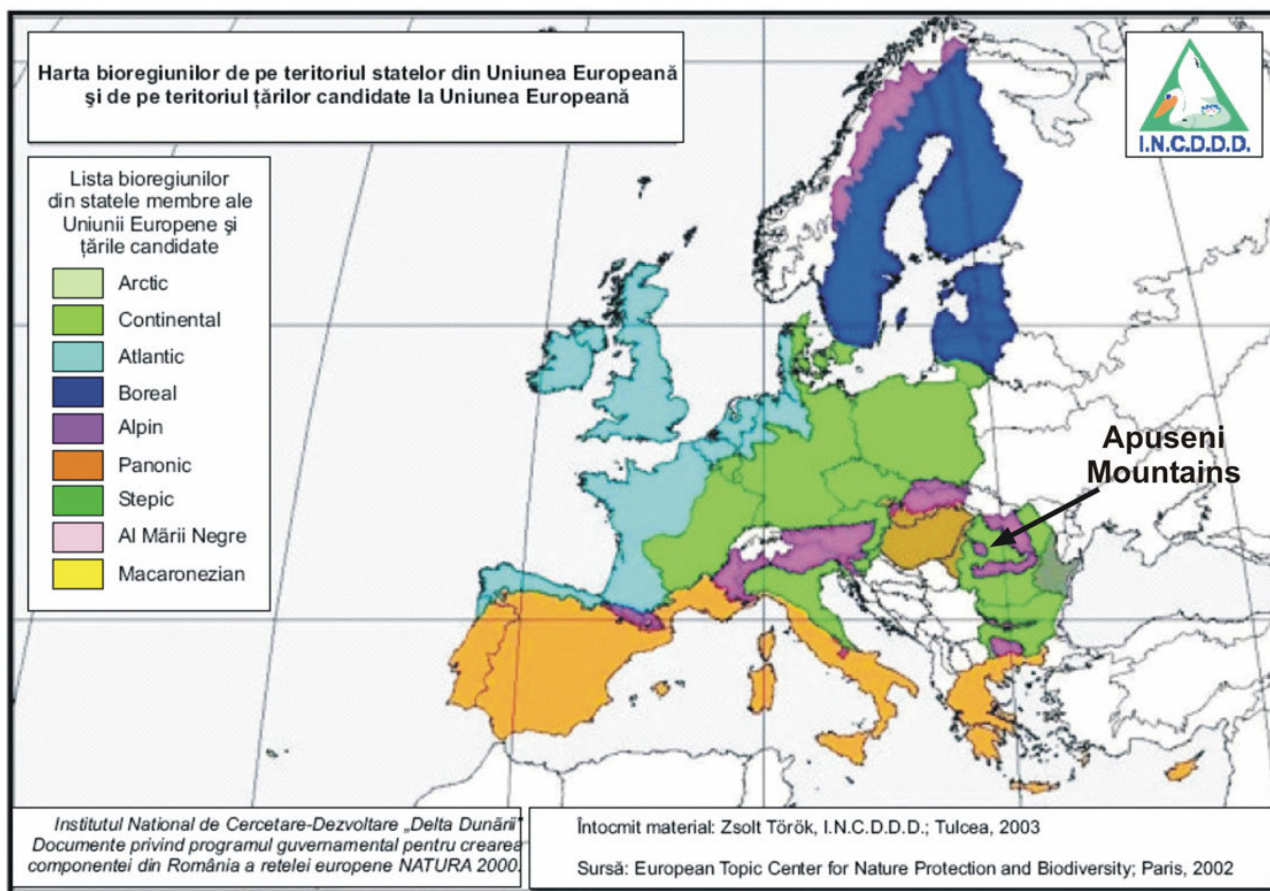 Harta bioregiunilor de pe teritoriul statelor din Uniunea Europeană
şi de pe teritoriul ţărilor candidate la Uniunea Europeană
I.N.C.D.D.D.
Lista bioregiunilor
din statele membre ale
Uniunii Europene şi
ţările candidate
Arctic
Continental
Atlantic
Boreal
Alpin
Panonic
Stepic
Al Mării Negre
Macaronezian
Apuseni
Mountains
Institutul National de Cercetare-Dezvoltare „Delta Dunării”
Documente privind programul guvernamental pentru crearea
componentei din România a retelei europene NATURA 2000.
Întocmit material: Zsolt Török, I.N.C.D.D.D.; Tulcea, 2003
Sursă: European Topic Center for Nature Protection and Biodiversity; Paris, 2002